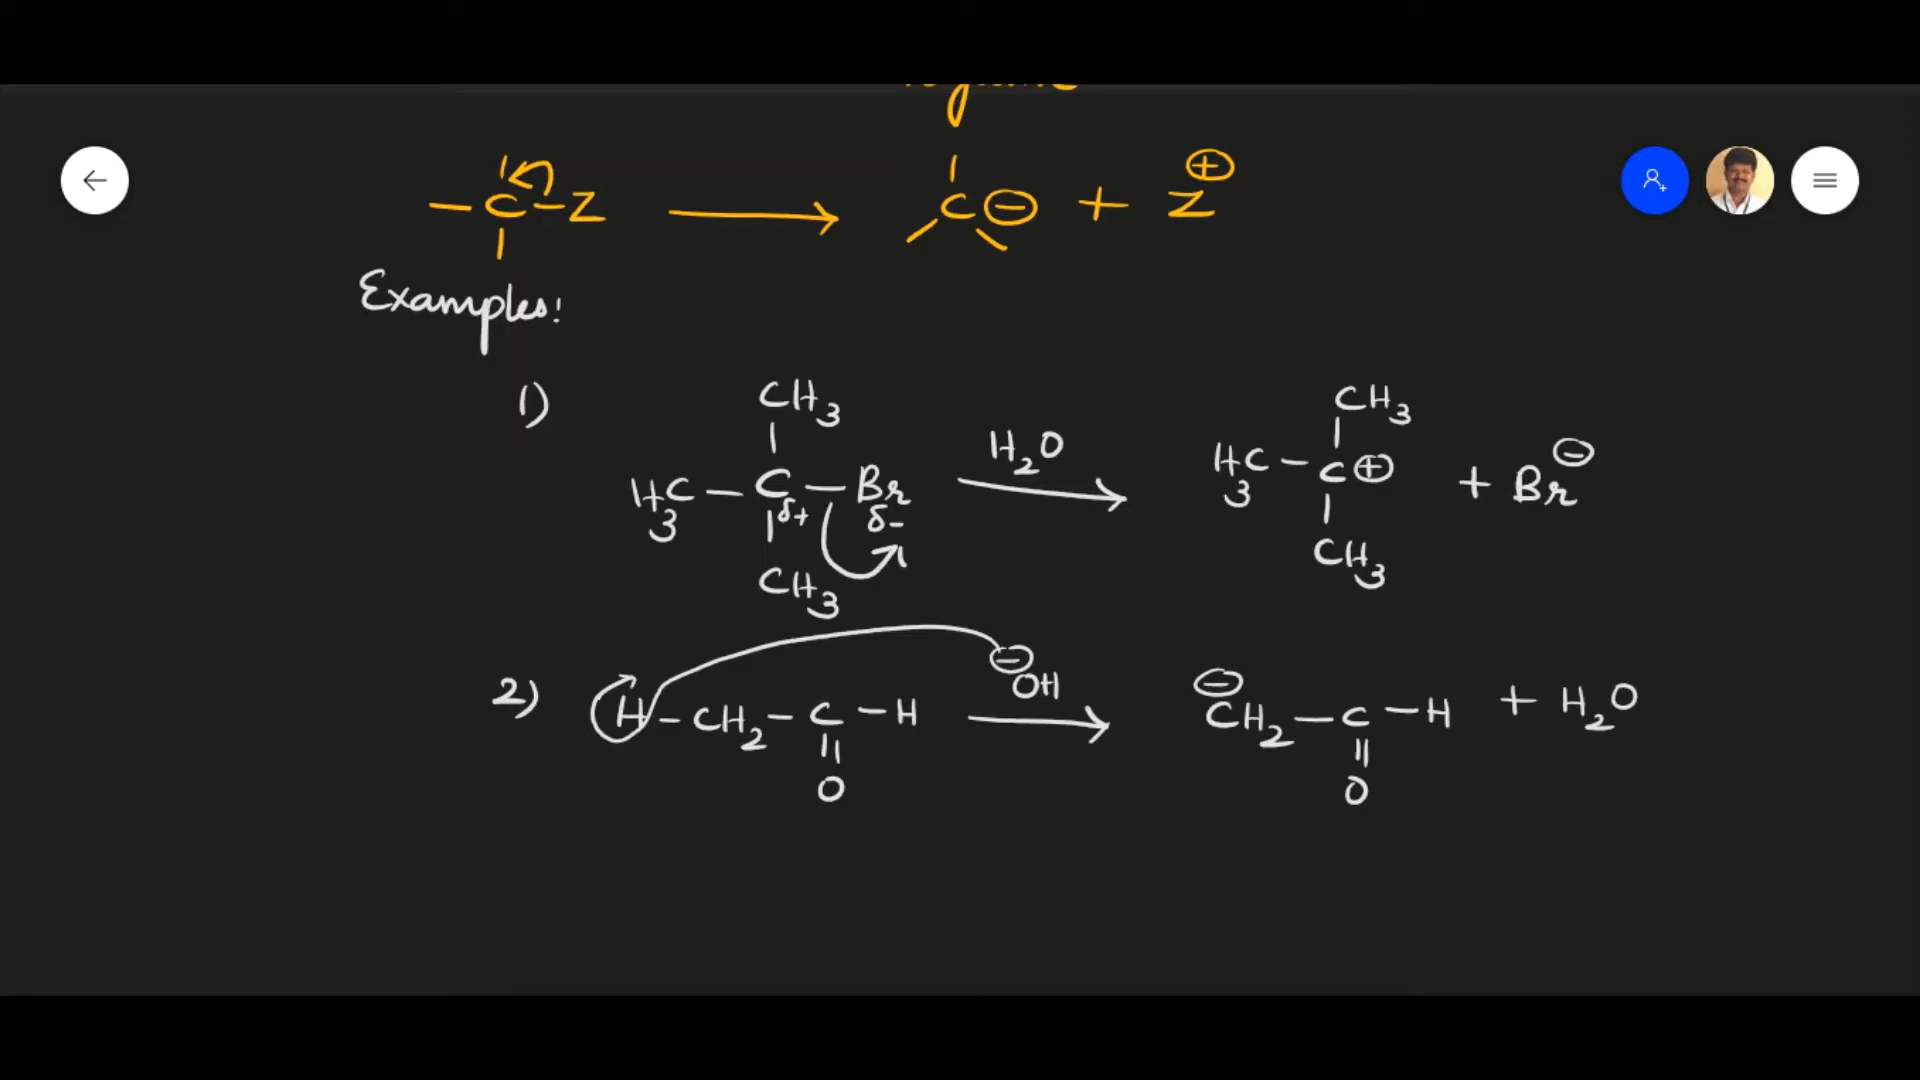 – C – Z ⟶ C⊖ + Z⊕
Examples:
1)
CH₃ CH₃
H₃C – C – Br H₂O ⟶ H₃C – C⊕ + Br⊖
δ+ δ-
CH₃ CH₃
2) H – CH₂ – C – H ⊖OH ⟶ ⊖CH₂ – C – H + H₂O
O O